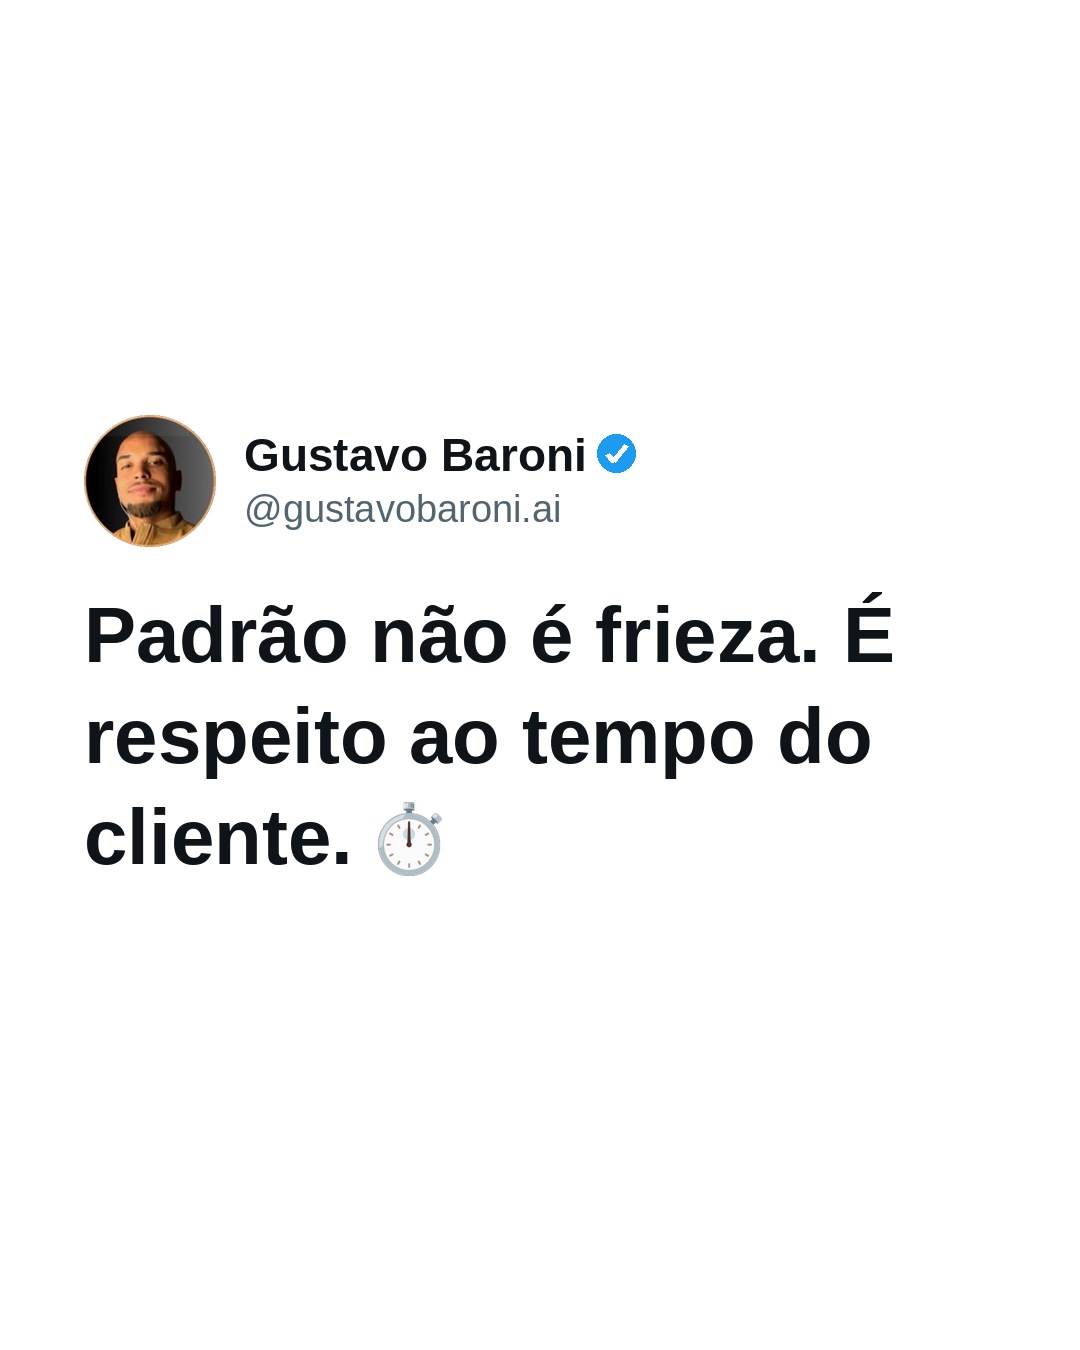 Gustavo Baroni
@gustavobaroni.ai
Padrão não é frieza. É
respeito ao tempo do
cliente. ⏱️